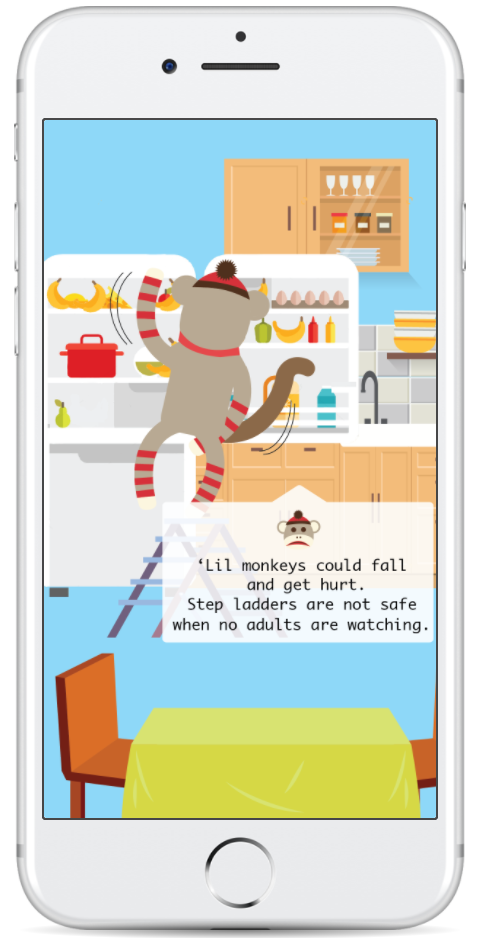 ‘Lil monkeys could fall
and get hurt.
Step ladders are not safe
when no adults are watching.